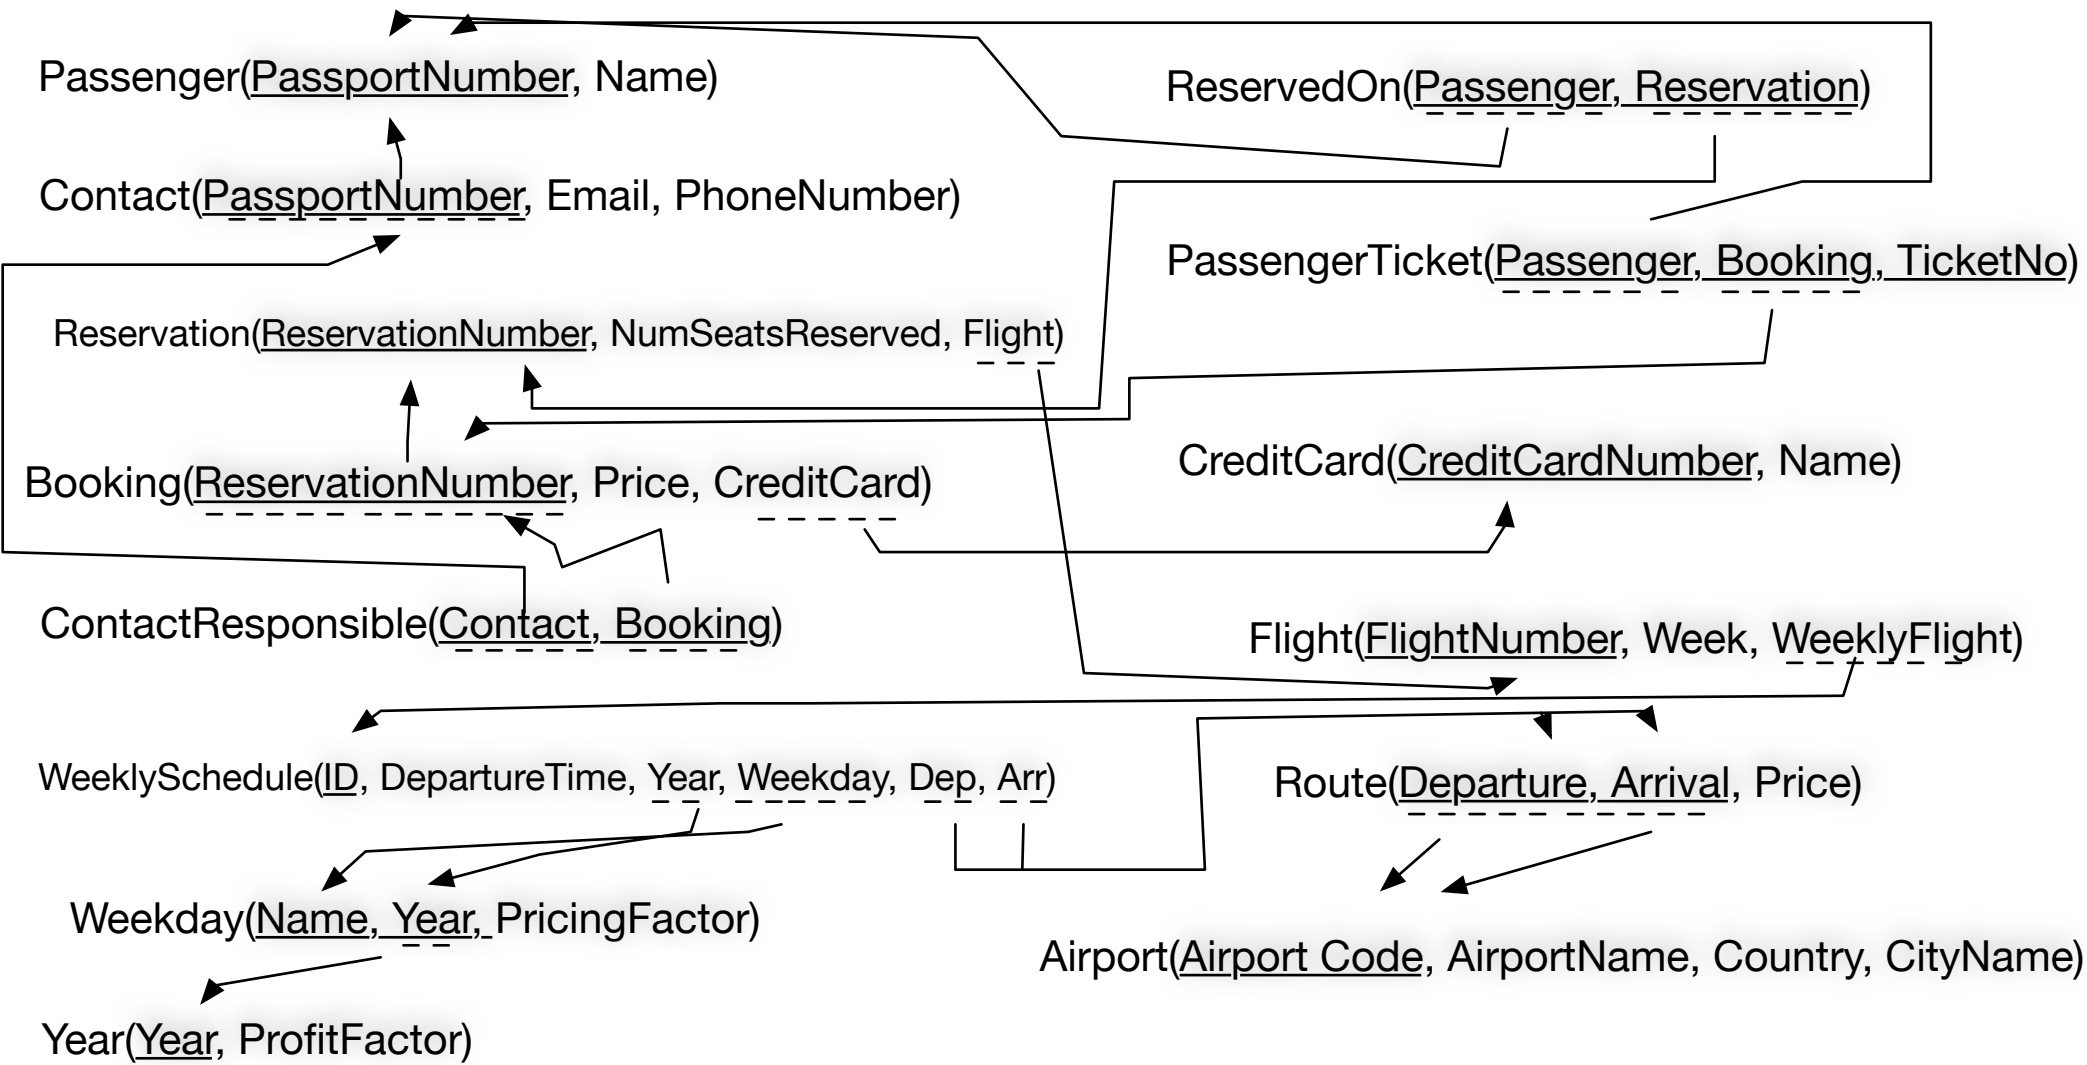 Passenger(PassportNumber, Name)
ReservedOn(Passenger, Reservation)
Contact(PassportNumber, Email, PhoneNumber)
PassengerTicket(Passenger, Booking, TicketNo)
Reservation(ReservationNumber, NumSeatsReserved, Flight)
CreditCard(CreditCardNumber, Name)
Booking(ReservationNumber, Price, CreditCard)
ContactResponsible(Contact, Booking)
Flight(FlightNumber, Week, WeeklyFlight)
WeeklySchedule(ID, DepartureTime, Year, Weekday, Dep, Arr)
Route(Departure, Arrival, Price)
Weekday(Name, Year, PricingFactor)
Airport(Airport Code, AirportName, Country, CityName)
Year(Year, ProfitFactor)